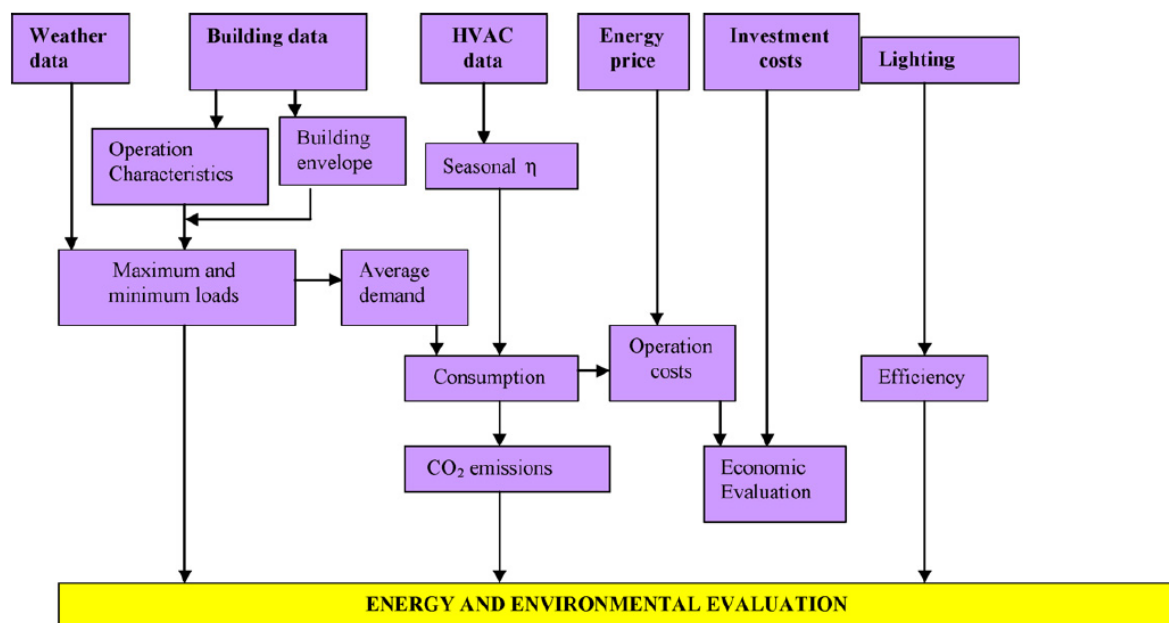 Weather
data
Building data
HVAC
data
Energy
price
Investment
costs
Lighting
Operation
Characteristics
Building
envelope
Seasonal η
Maximum and
minimum loads
Average
demand
Consumption
Operation
costs
Efficiency
CO₂ emissions
Economic
Evaluation
ENERGY AND ENVIRONMENTAL EVALUATION